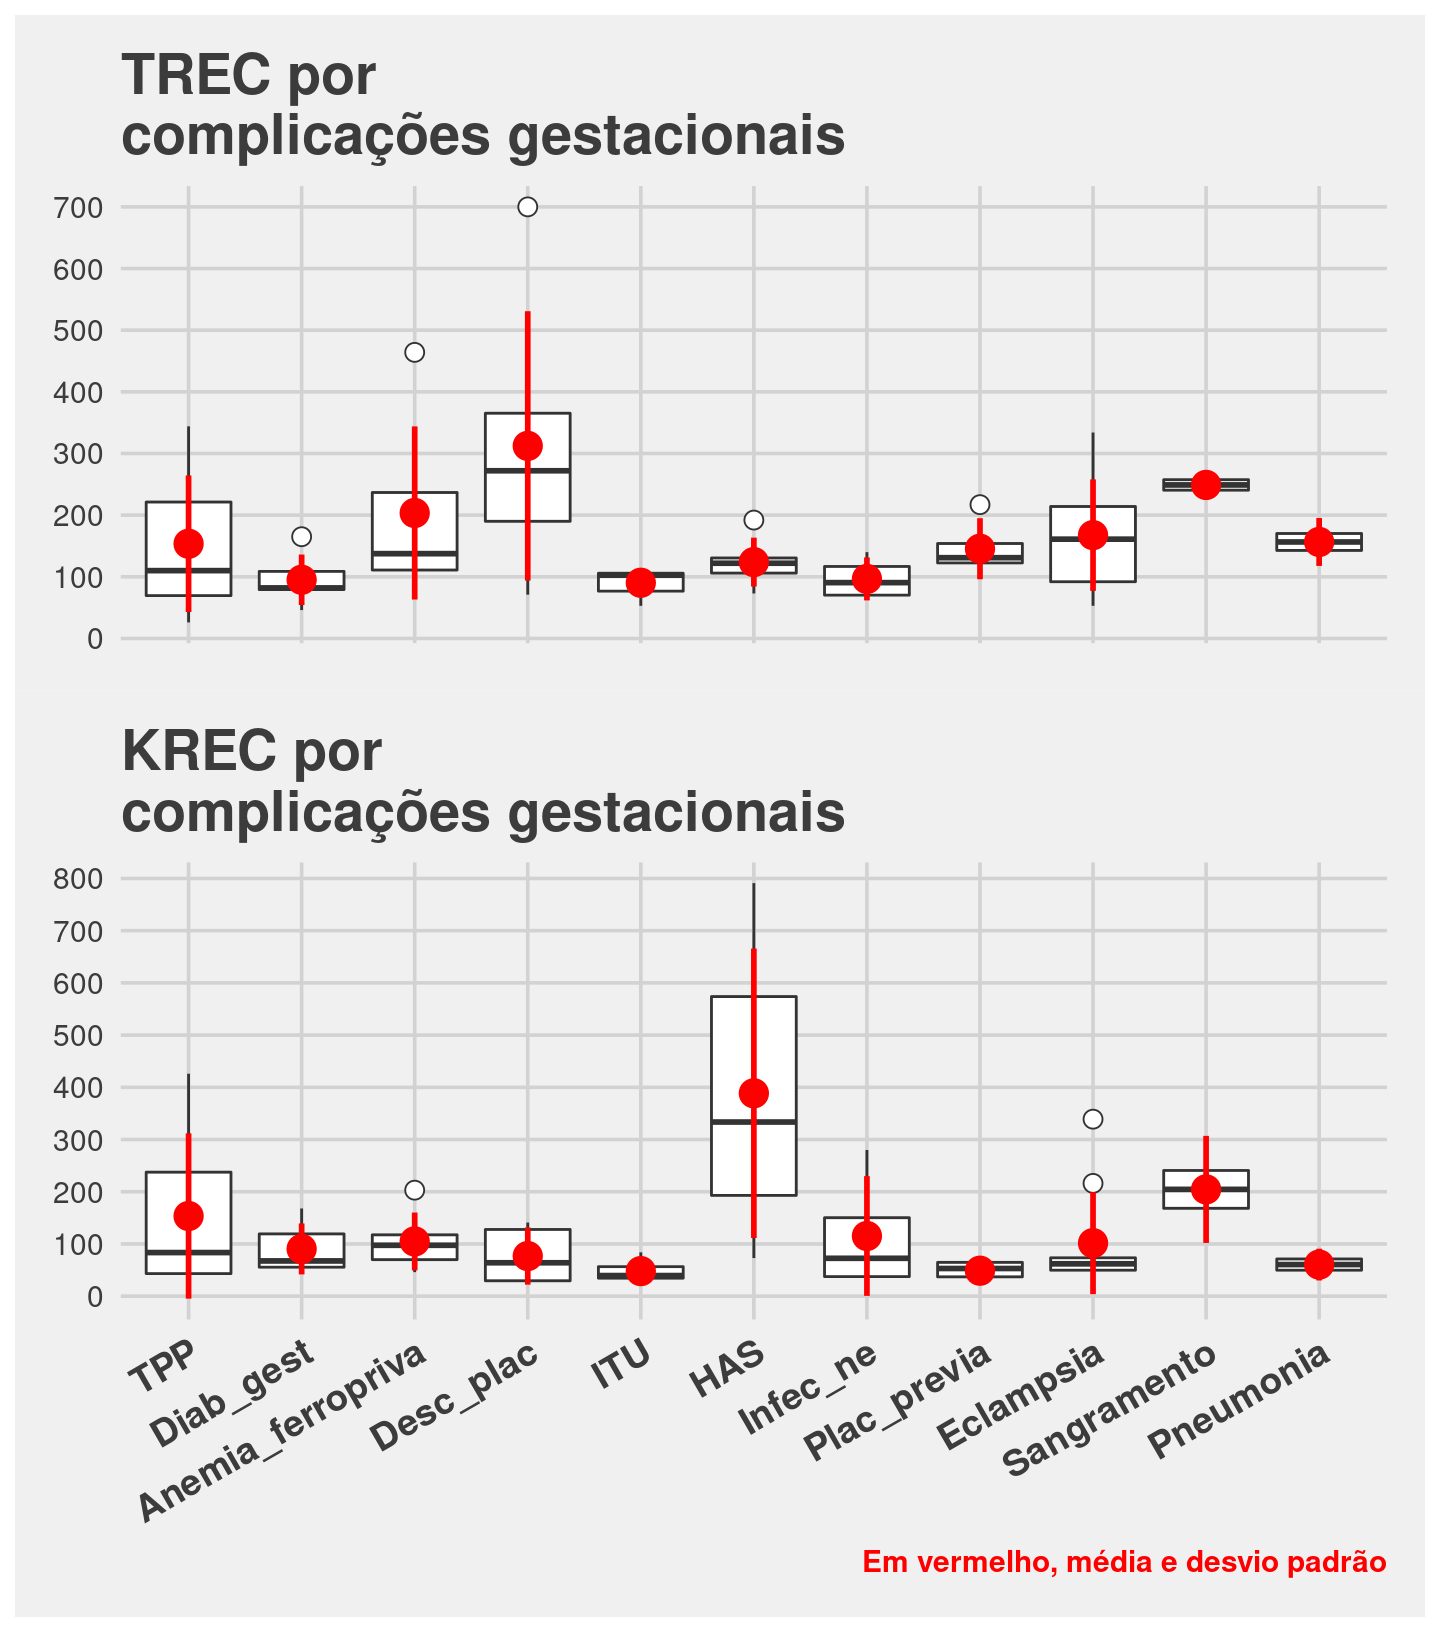 TREC por
complicações gestacionais
700
600
500
400
300
200
100
0
KREC por
complicações gestacionais
800
700
600
500
400
300
200
100
0
TPP
Diab_gest
Anemia_ferropriva
Desc_plac
ITU
HAS
Infec_ne
Plac_previa
Eclampsia
Sangramento
Pneumonia
Em vermelho, média e desvio padrão